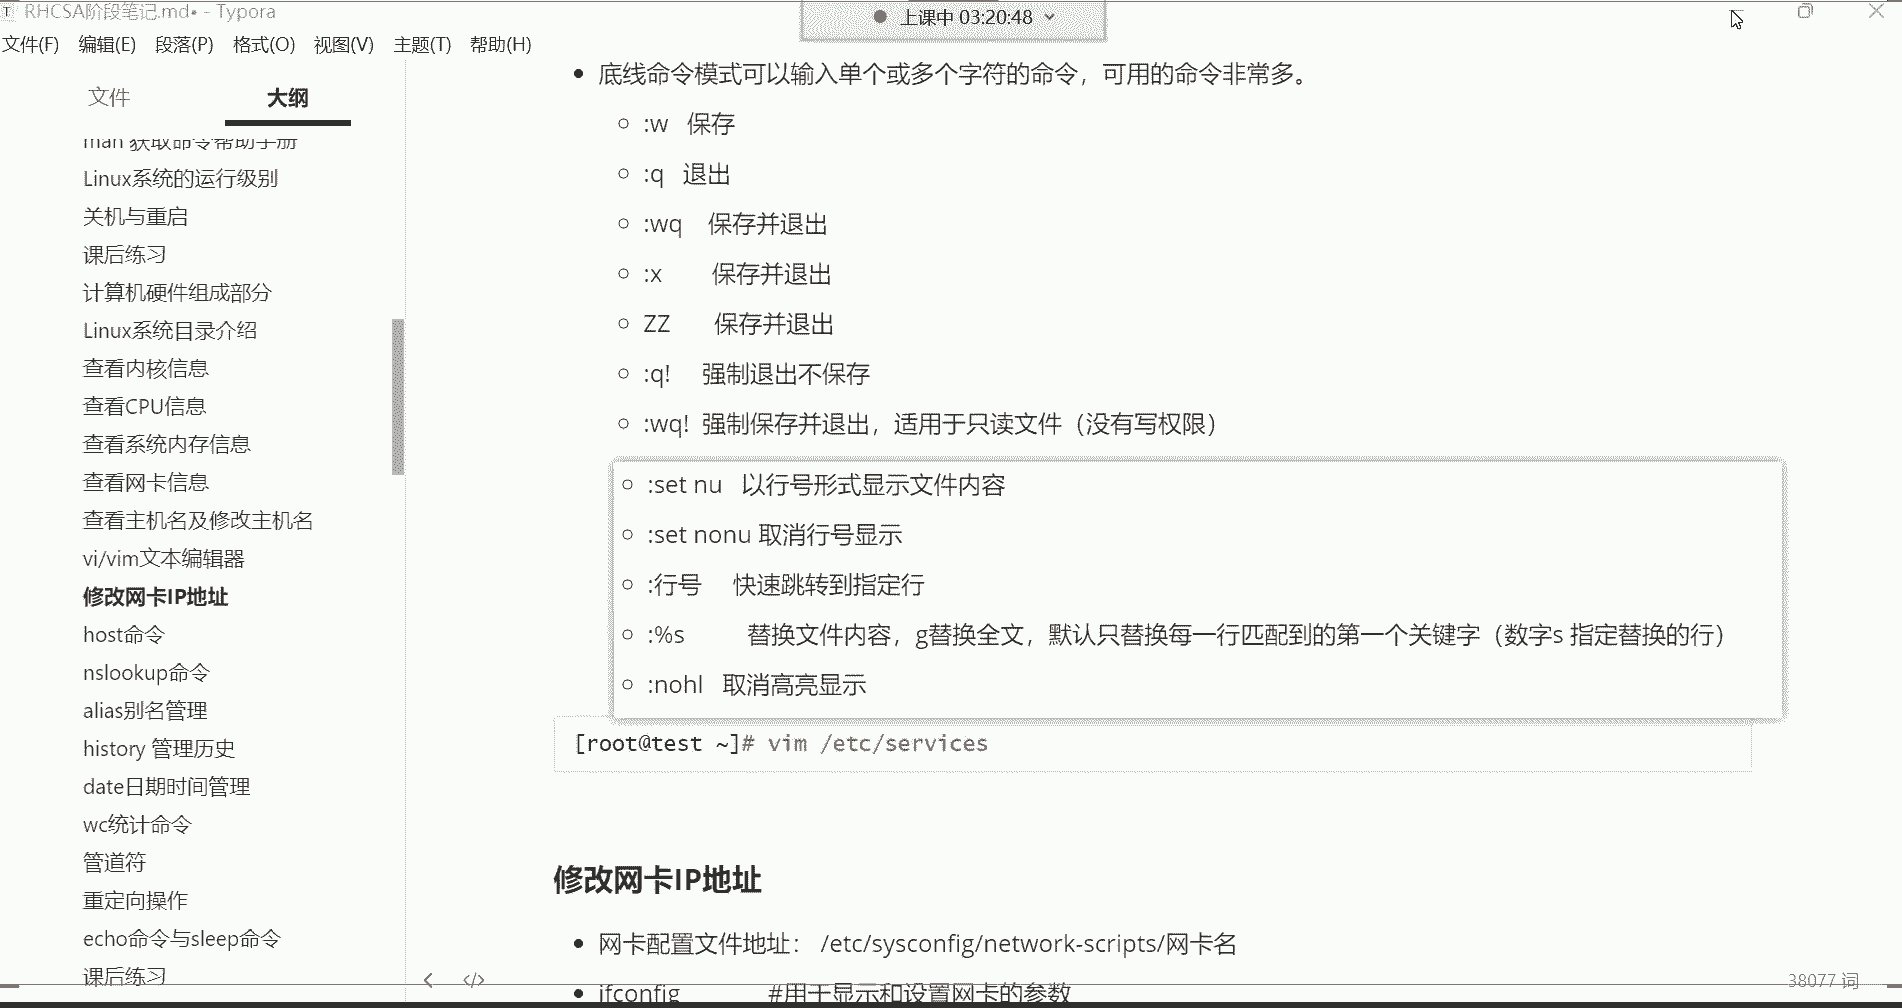 RHCSA阶段笔记.md• - Typora
上课中 03:20:48
文件(F) 编辑(E) 段落(P) 格式(O) 视图(V) 主题(T) 帮助(H)
文件 大纲
man 获取命令帮助手册
Linux系统的运行级别
关机与重启
课后练习
计算机硬件组成部分
Linux系统目录介绍
查看内核信息
查看CPU信息
查看系统内存信息
查看网卡信息
查看主机名及修改主机名
vi/vim文本编辑器
修改网卡IP地址
host命令
nslookup命令
alias别名管理
history 管理历史
date日期时间管理
wc统计命令
管道符
重定向操作
echo命令与sleep命令
课后练习
底线命令模式可以输入单个或多个字符的命令，可用的命令非常多。
:w 保存
:q 退出
:wq 保存并退出
:x 保存并退出
ZZ 保存并退出
:q! 强制退出不保存
:wq! 强制保存并退出，适用于只读文件（没有写权限）
:set nu 以行号形式显示文件内容
:set nonu 取消行号显示
:行号 快速跳转到指定行
:%s 替换文件内容，g替换全文，默认只替换每一行匹配到的第一个关键字（数字s 指定替换的行）
:nohl 取消高亮显示
[root@test ~]# vim /etc/services
修改网卡IP地址
网卡配置文件地址： /etc/sysconfig/network-scripts/网卡名
ifconfig #用于显示和设置网卡的参数
38077 词